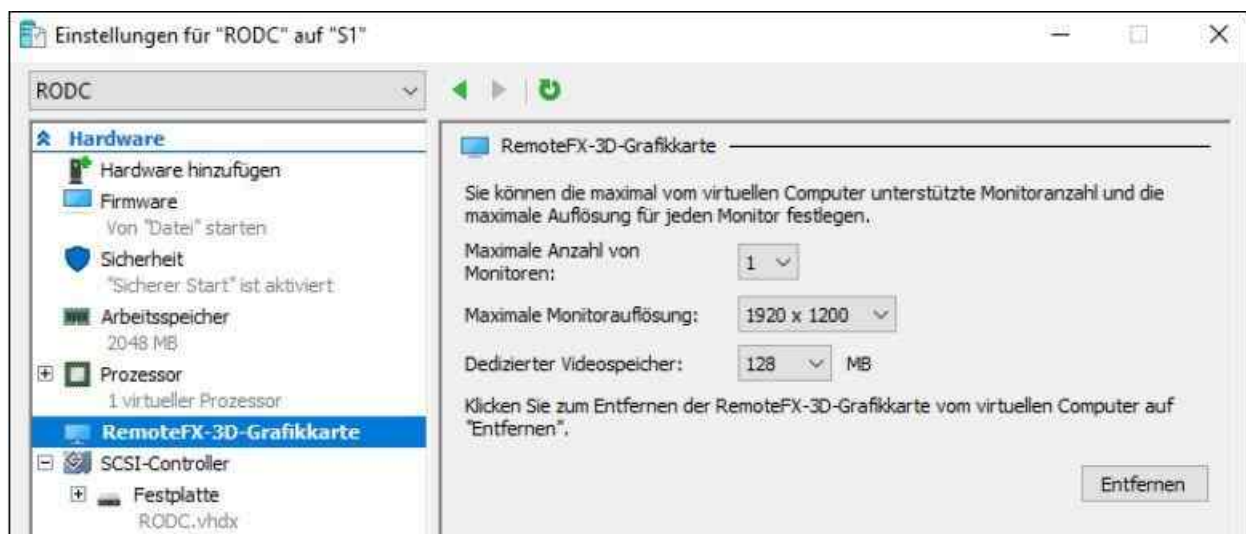 Einstellungen für "RODC" auf "S1"
RODC
Hardware
Hardware hinzufügen
Firmware
Von "Datei" starten
Sicherheit
"Sicherer Start" ist aktiviert
Arbeitsspeicher
2048 MB
Prozessor
1 virtueller Prozessor
RemoteFX-3D-Grafikkarte
SCSI-Controller
Festplatte
RODC.vhdx
RemoteFX-3D-Grafikkarte
Sie können die maximal vom virtuellen Computer unterstützte Monitoranzahl und die
maximale Auflösung für jeden Monitor festlegen.
Maximale Anzahl von
Monitoren:
1
Maximale Monitorauflösung: 1920 x 1200
Dedizierter Videospeicher: 128 MB
Klicken Sie zum Entfernen der RemoteFX-3D-Grafikkarte vom virtuellen Computer auf
"Entfernen".
Entfernen